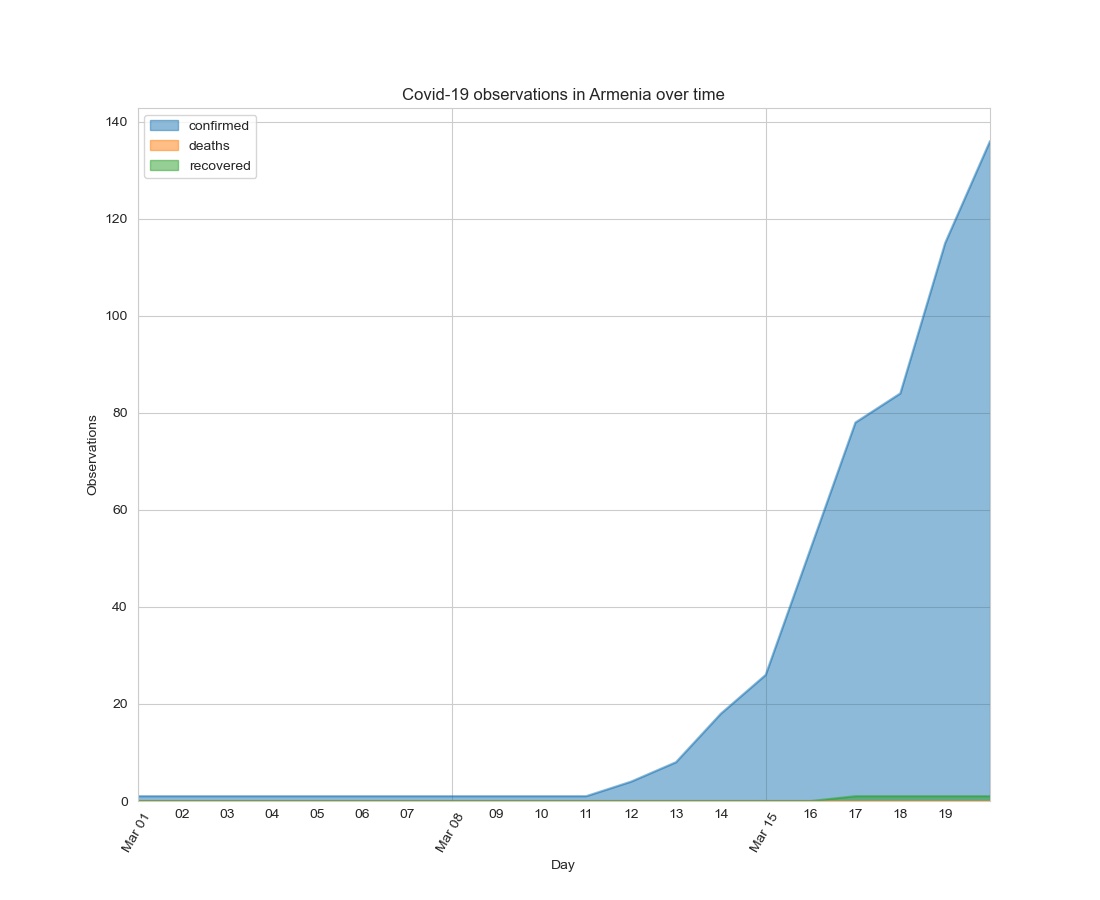 Covid-19 observations in Armenia over time
confirmed
deaths
recovered
140
120
100
80
60
40
20
0
Observations
Mar 01 02 03 04 05 06 07 Mar 08 09 10 11 12 13 14 Mar 15 16 17 18 19
Day